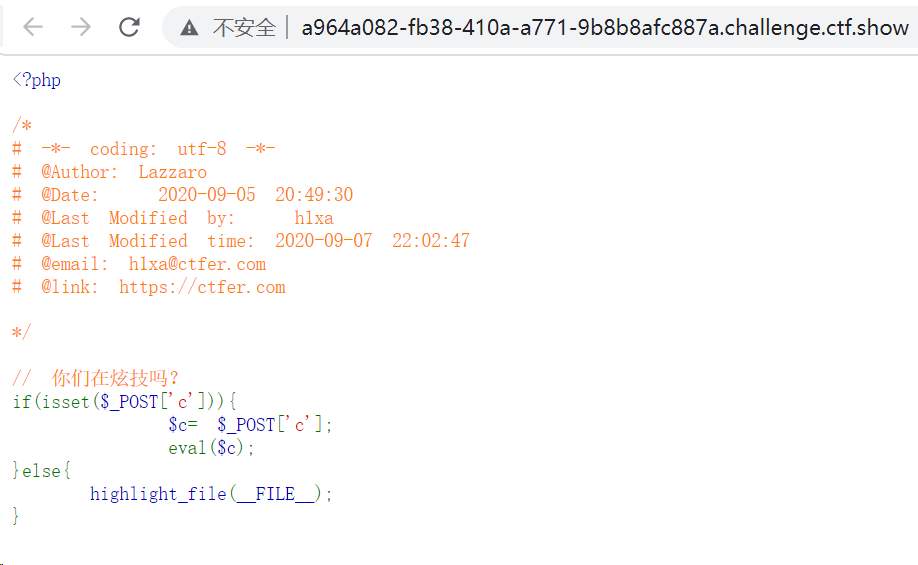 不安全 | a964a082-fb38-410a-a771-9b8b8afc887a.challenge.ctf.show
<?php
/*
# -*- coding: utf-8 -*-
# @Author: Lazzaro
# @Date: 2020-09-05 20:49:30
# @Last Modified by: h1xa
# @Last Modified time: 2020-09-07 22:02:47
# @email: h1xa@ctfer.com
# @link: https://ctfer.com
*/
// 你们在炫技吗？
if(isset($_POST['c'])){
$c= $_POST['c'];
eval($c);
}else{
highlight_file(__FILE__);
}